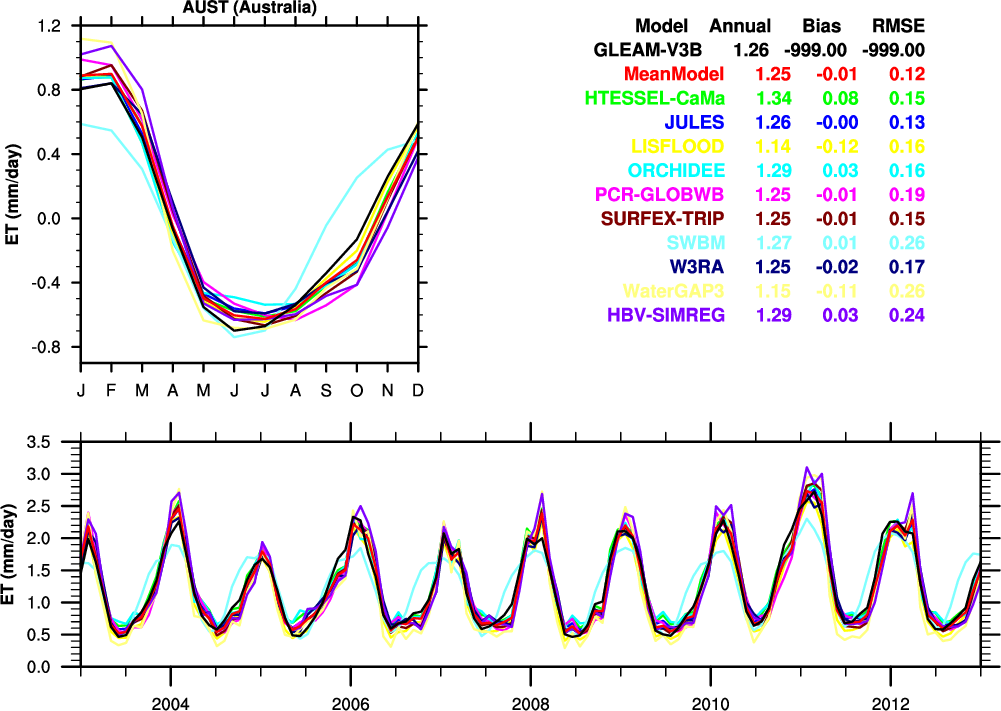 AUST (Australia)
1.2
0.8
0.4
0.0
-0.4
-0.8
ET (mm/day)
J F M A M J J A S O N D
Model Annual Bias RMSE
GLEAM-V3B 1.26 -999.00 -999.00
MeanModel 1.25 -0.01 0.12
HTESSEL-CaMa 1.34 0.08 0.15
JULES 1.26 -0.00 0.13
LISFLOOD 1.14 -0.12 0.16
ORCHIDEE 1.29 0.03 0.16
PCR-GLOBWB 1.25 -0.01 0.19
SURFEX-TRIP 1.25 -0.01 0.15
SWBM 1.27 0.01 0.26
W3RA 1.25 -0.02 0.17
WaterGAP3 1.15 -0.11 0.26
HBV-SIMREG 1.29 0.03 0.24
3.5
3.0
2.5
2.0
1.5
1.0
0.5
0.0
ET (mm/day)
2004 2006 2008 2010 2012